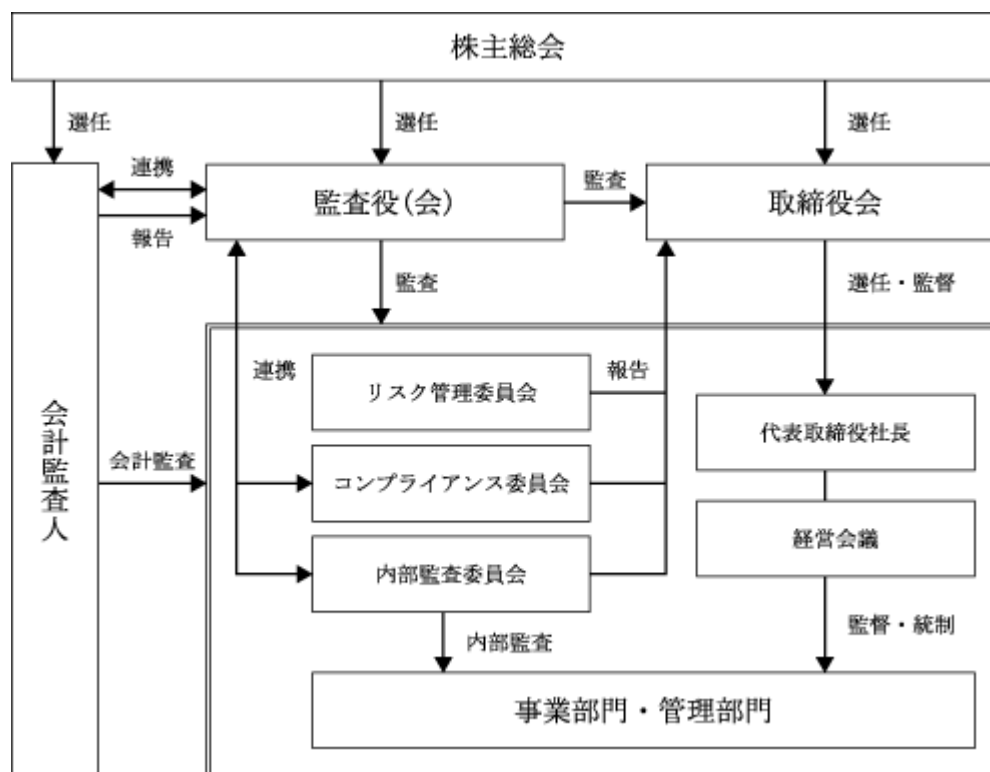 株主総会
選任
選任
選任
連携
監査役(会)
監査
取締役会
報告
監査
選任・監督
連携
リスク管理委員会
報告
代表取締役社長
会計監査人
会計監査
コンプライアンス委員会
経営会議
内部監査委員会
内部監査
監督・統制
事業部門・管理部門